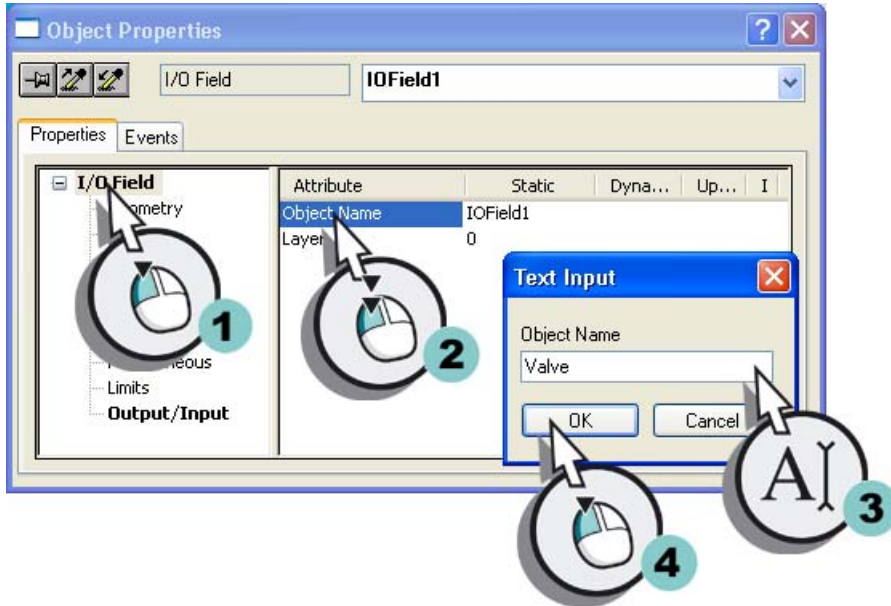 Object Properties
I/O Field IOField1
Properties Events
I/O Field
Attribute Static Dyna... Up... I
Object Name IOField1
Layer 0
Text Input
Object Name
Valve
OK Cancel
Limits
Output/Input
1
2
3
4
A